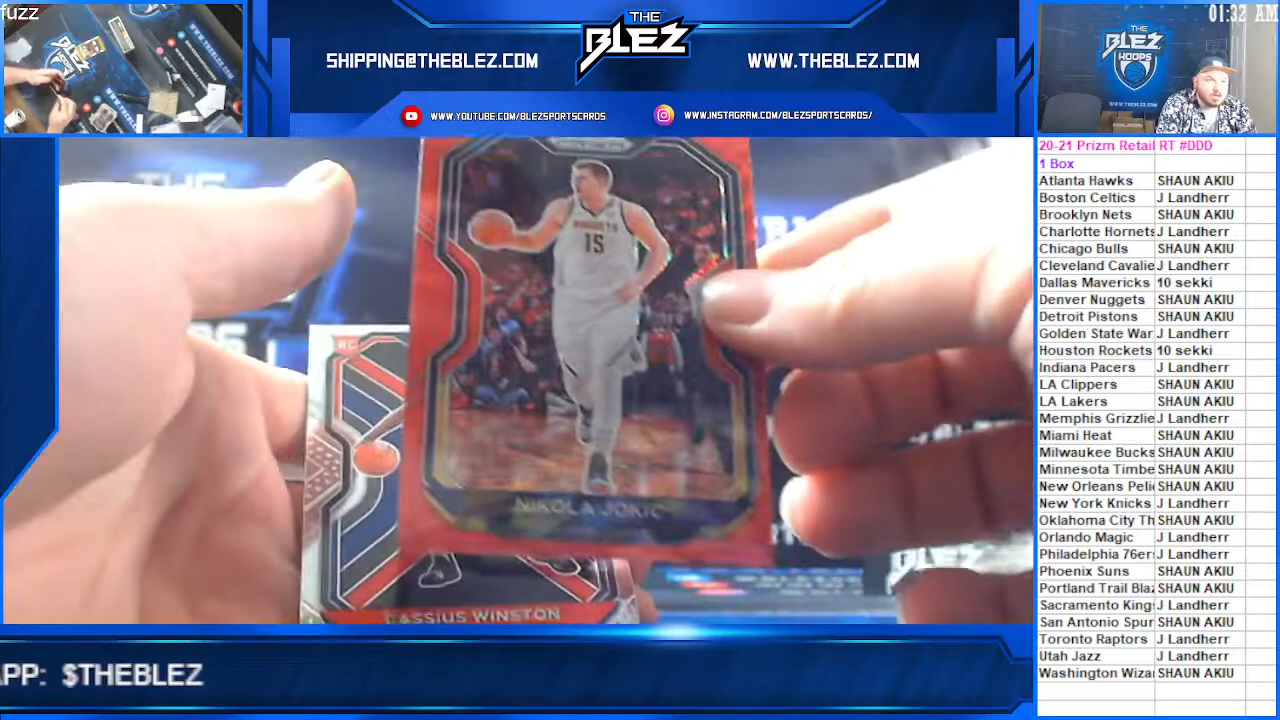 fuzz
SHIPPING@THEBLEZ.COM
THE
BLEZ
WWW.THEBLEZ.COM
WWW.YOUTUBE.COM/BLEZSPORTSCARDS
WWW.INSTAGRAM.COM/BLEZSPORTSCARDS/
01:32 AM
THE
BLEZ
HOOPS
20-21 Prizm Retail RT #DDD
1 Box
Atlanta Hawks SHAUN AKIU
Boston Celtics J Landherr
Brooklyn Nets SHAUN AKIU
Charlotte Hornets J Landherr
Chicago Bulls SHAUN AKIU
Cleveland Cavalie J Landherr
Dallas Mavericks 10 sekki
Denver Nuggets SHAUN AKIU
Detroit Pistons SHAUN AKIU
Golden State War J Landherr
Houston Rockets 10 sekki
Indiana Pacers J Landherr
LA Clippers SHAUN AKIU
LA Lakers SHAUN AKIU
Memphis Grizzlie J Landherr
Miami Heat SHAUN AKIU
Milwaukee Bucks SHAUN AKIU
Minnesota Timbe SHAUN AKIU
New Orleans Peli SHAUN AKIU
New York Knicks J Landherr
Oklahoma City Th SHAUN AKIU
Orlando Magic J Landherr
Philadelphia 76er J Landherr
Phoenix Suns SHAUN AKIU
Portland Trail Blaz SHAUN AKIU
Sacramento King J Landherr
San Antonio Spur SHAUN AKIU
Toronto Raptors J Landherr
Utah Jazz J Landherr
Washington Wiza SHAUN AKIU
NUGGETS
15
NIKOLA JOKIC
RC
CASSIUS WINSTON
APP: $THEBLEZ